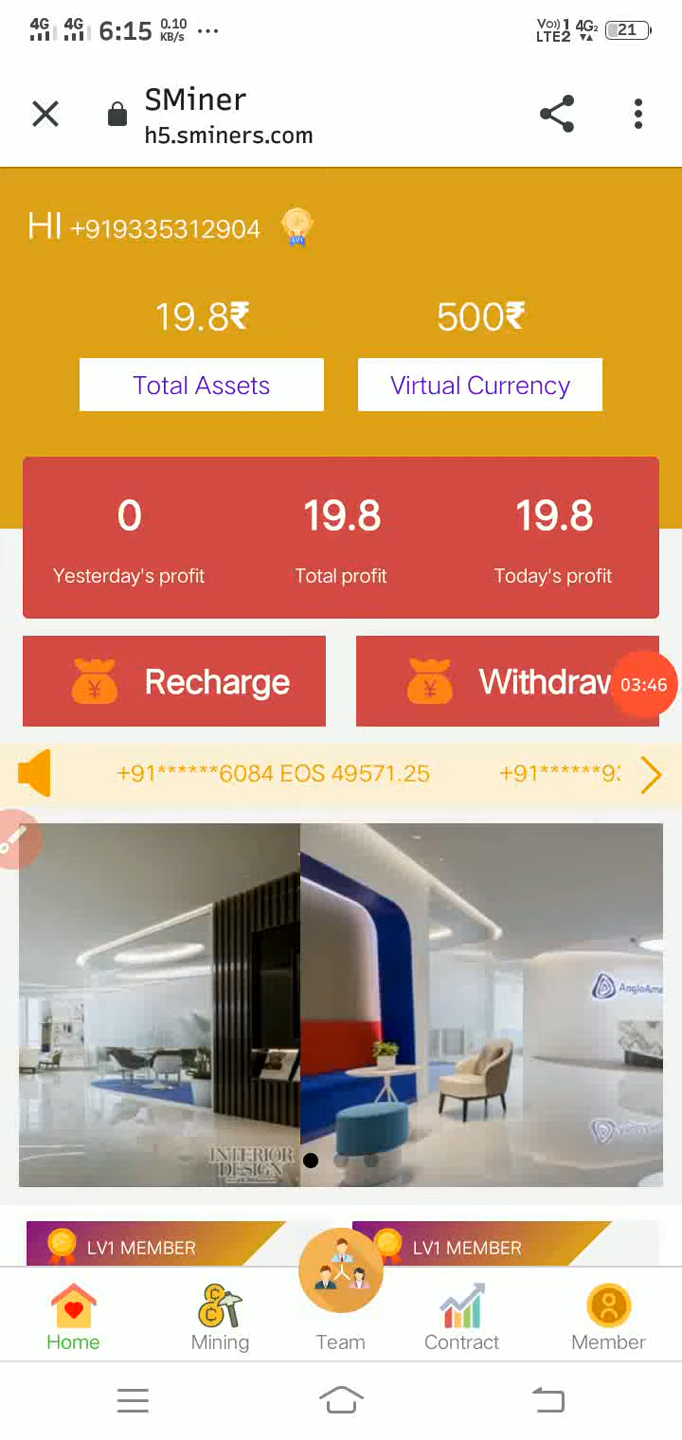 4G 4G 6:15 0.10 KB/s ... Vo)) 1 LTE2 4G2 21
SMiner
h5.sminers.com
HI +919335312904
LV1
19.8₹ 500₹
Total Assets Virtual Currency
0 19.8 19.8
Yesterday's profit Total profit Today's profit
¥ Recharge ¥ Withdraw 03:46
+91******6084 EOS 49571.25 +91******93
INTERIOR
DESIGN
LV1 MEMBER LV1 MEMBER
Home Mining Team Contract Member